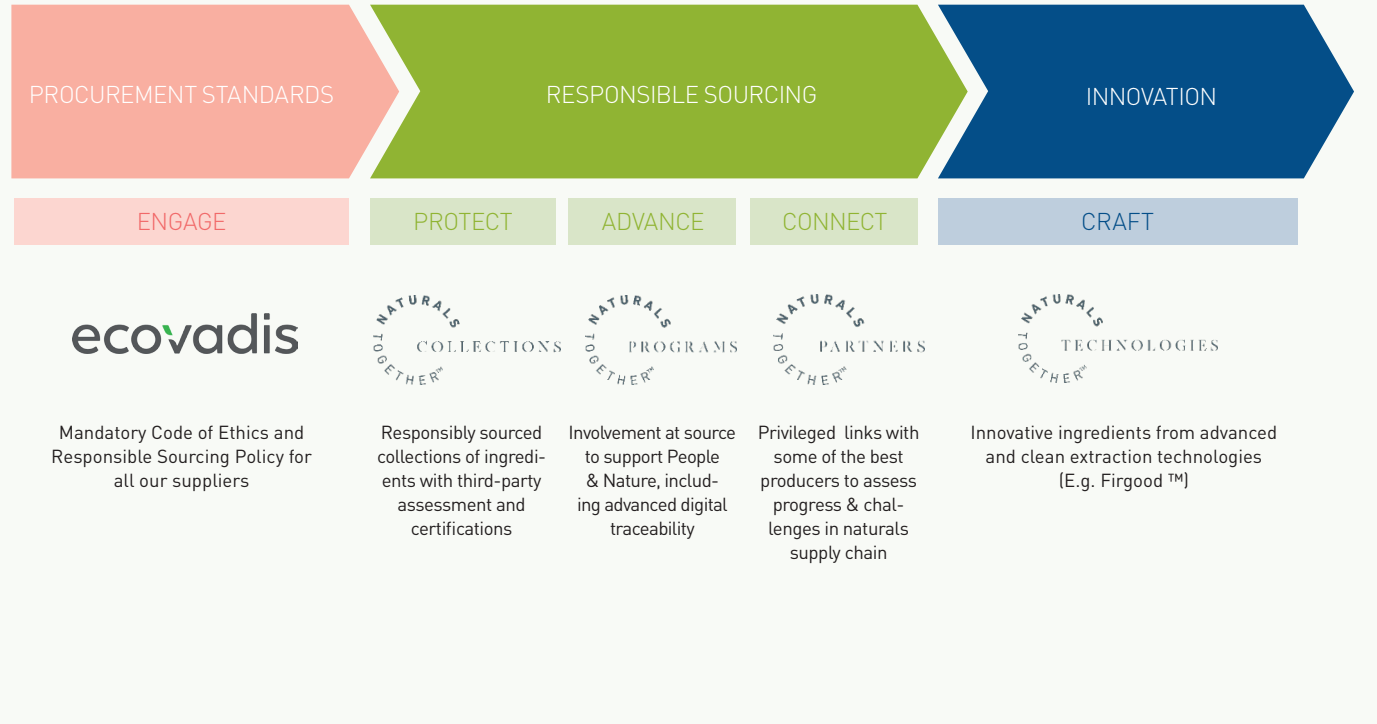 PROCUREMENT STANDARDS
RESPONSIBLE SOURCING
INNOVATION
ENGAGE
PROTECT
ADVANCE
CONNECT
CRAFT
ecovadis
NATURALS TOGETHER™
COLLECTIONS
NATURALS TOGETHER™
PROGRAMS
NATURALS TOGETHER™
PARTNERS
NATURALS TOGETHER™
TECHNOLOGIES
Mandatory Code of Ethics and
Responsible Sourcing Policy for
all our suppliers
Responsibly sourced
collections of ingredi-
ents with third-party
assessment and
certifications
Involvement at source
to support People
& Nature, includ-
ing advanced digital
traceability
Privileged links with
some of the best
producers to assess
progress & chal-
lenges in naturals
supply chain
Innovative ingredients from advanced
and clean extraction technologies
(E.g. Firgood ™)